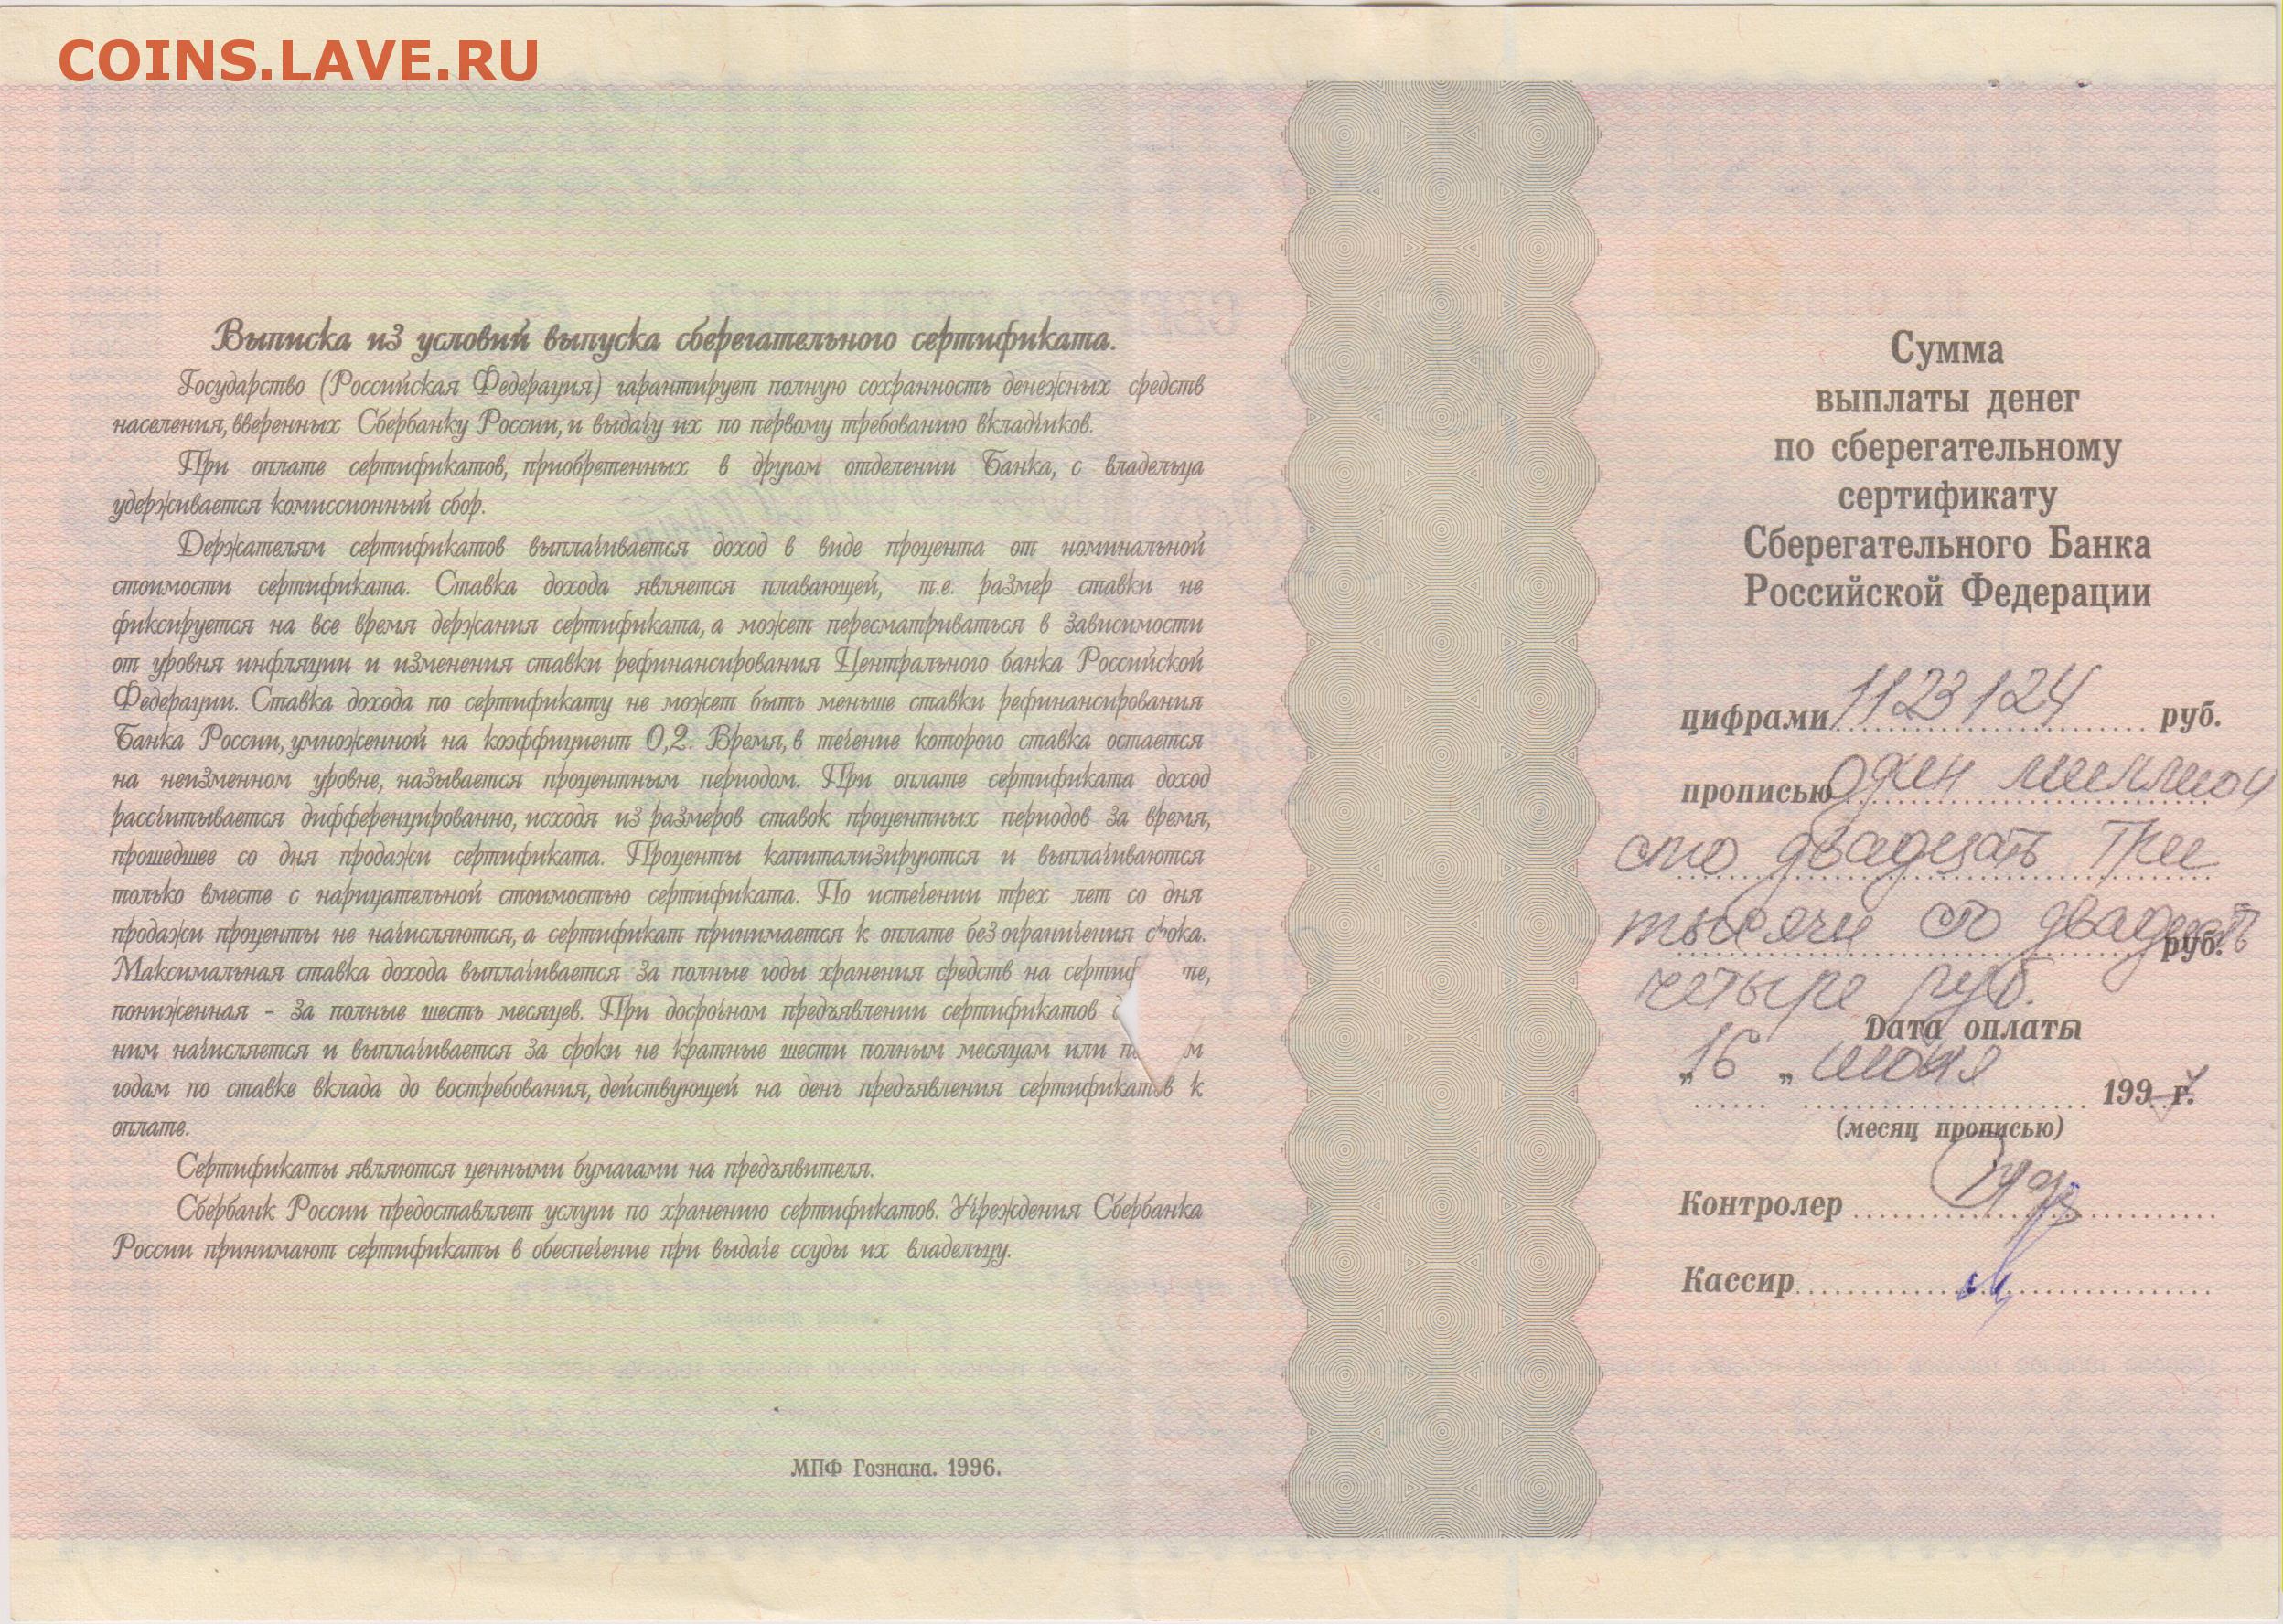 COINS.LAVE.RU
Выписка из условий выпуска сберегательного сертификата.
Государство (Российская Федерация) гарантирует полную сохранность денежных средств
населения, вверенных Сбербанку России, и выдачу их по первому требованию вкладчиков.
При оплате сертификатов, приобретенных в другом отделении Банка, с владельца
удерживается комиссионный сбор.
Держателям сертификатов выплачивается доход в виде процента от номинальной
стоимости сертификата. Ставка дохода является плавающей, т.е. размер ставки не
фиксируется на все время держания сертификата, а может пересматриваться в зависимости
от уровня инфляции и изменения ставки рефинансирования Центрального банка Российской
Федерации. Ставка дохода по сертификату не может быть меньше ставки рефинансирования
Банка России, умноженной на коэффициент 0,2. Время, в течение которого ставка остается
на неизменном уровне, называется процентным периодом. При оплате сертификата доход
рассчитывается дифференцированно, исходя из размеров ставок процентных периодов за время,
прошедшее со дня продажи сертификата. Проценты капитализируются и выплачиваются
только вместе с нарицательной стоимостью сертификата. По истечении трех лет со дня
продажи проценты не начисляются, а сертификат принимается к оплате без ограничения срока.
Максимальная ставка дохода выплачивается за полные годы хранения средств на сертиф те,
пониженная - за полные шесть месяцев. При досрочном предъявлении сертификатов
ним начисляется и выплачивается за сроки не кратные шести полным месяцам или п м
годам по ставке вклада до востребования, действующей на день предъявления сертификатов к
оплате.
Сертификаты являются ценными бумагами на предъявителя.
Сбербанк России предоставляет услуги по хранению сертификатов. Учреждения Сбербанка
России принимают сертификаты в обеспечение при выдаче ссуды их владельцу.
МПФ Гознака. 1996.
Сумма
выплаты денег
по сберегательному
сертификату
Сберегательного Банка
Российской Федерации
цифрами 1123124 руб.
прописью один миллион
сто двадцать три
тысячи сто двадцать руб.
четыре руб.
Дата оплаты
„16„ июня 1997 г.
(месяц прописью)
Контролер
Кассир